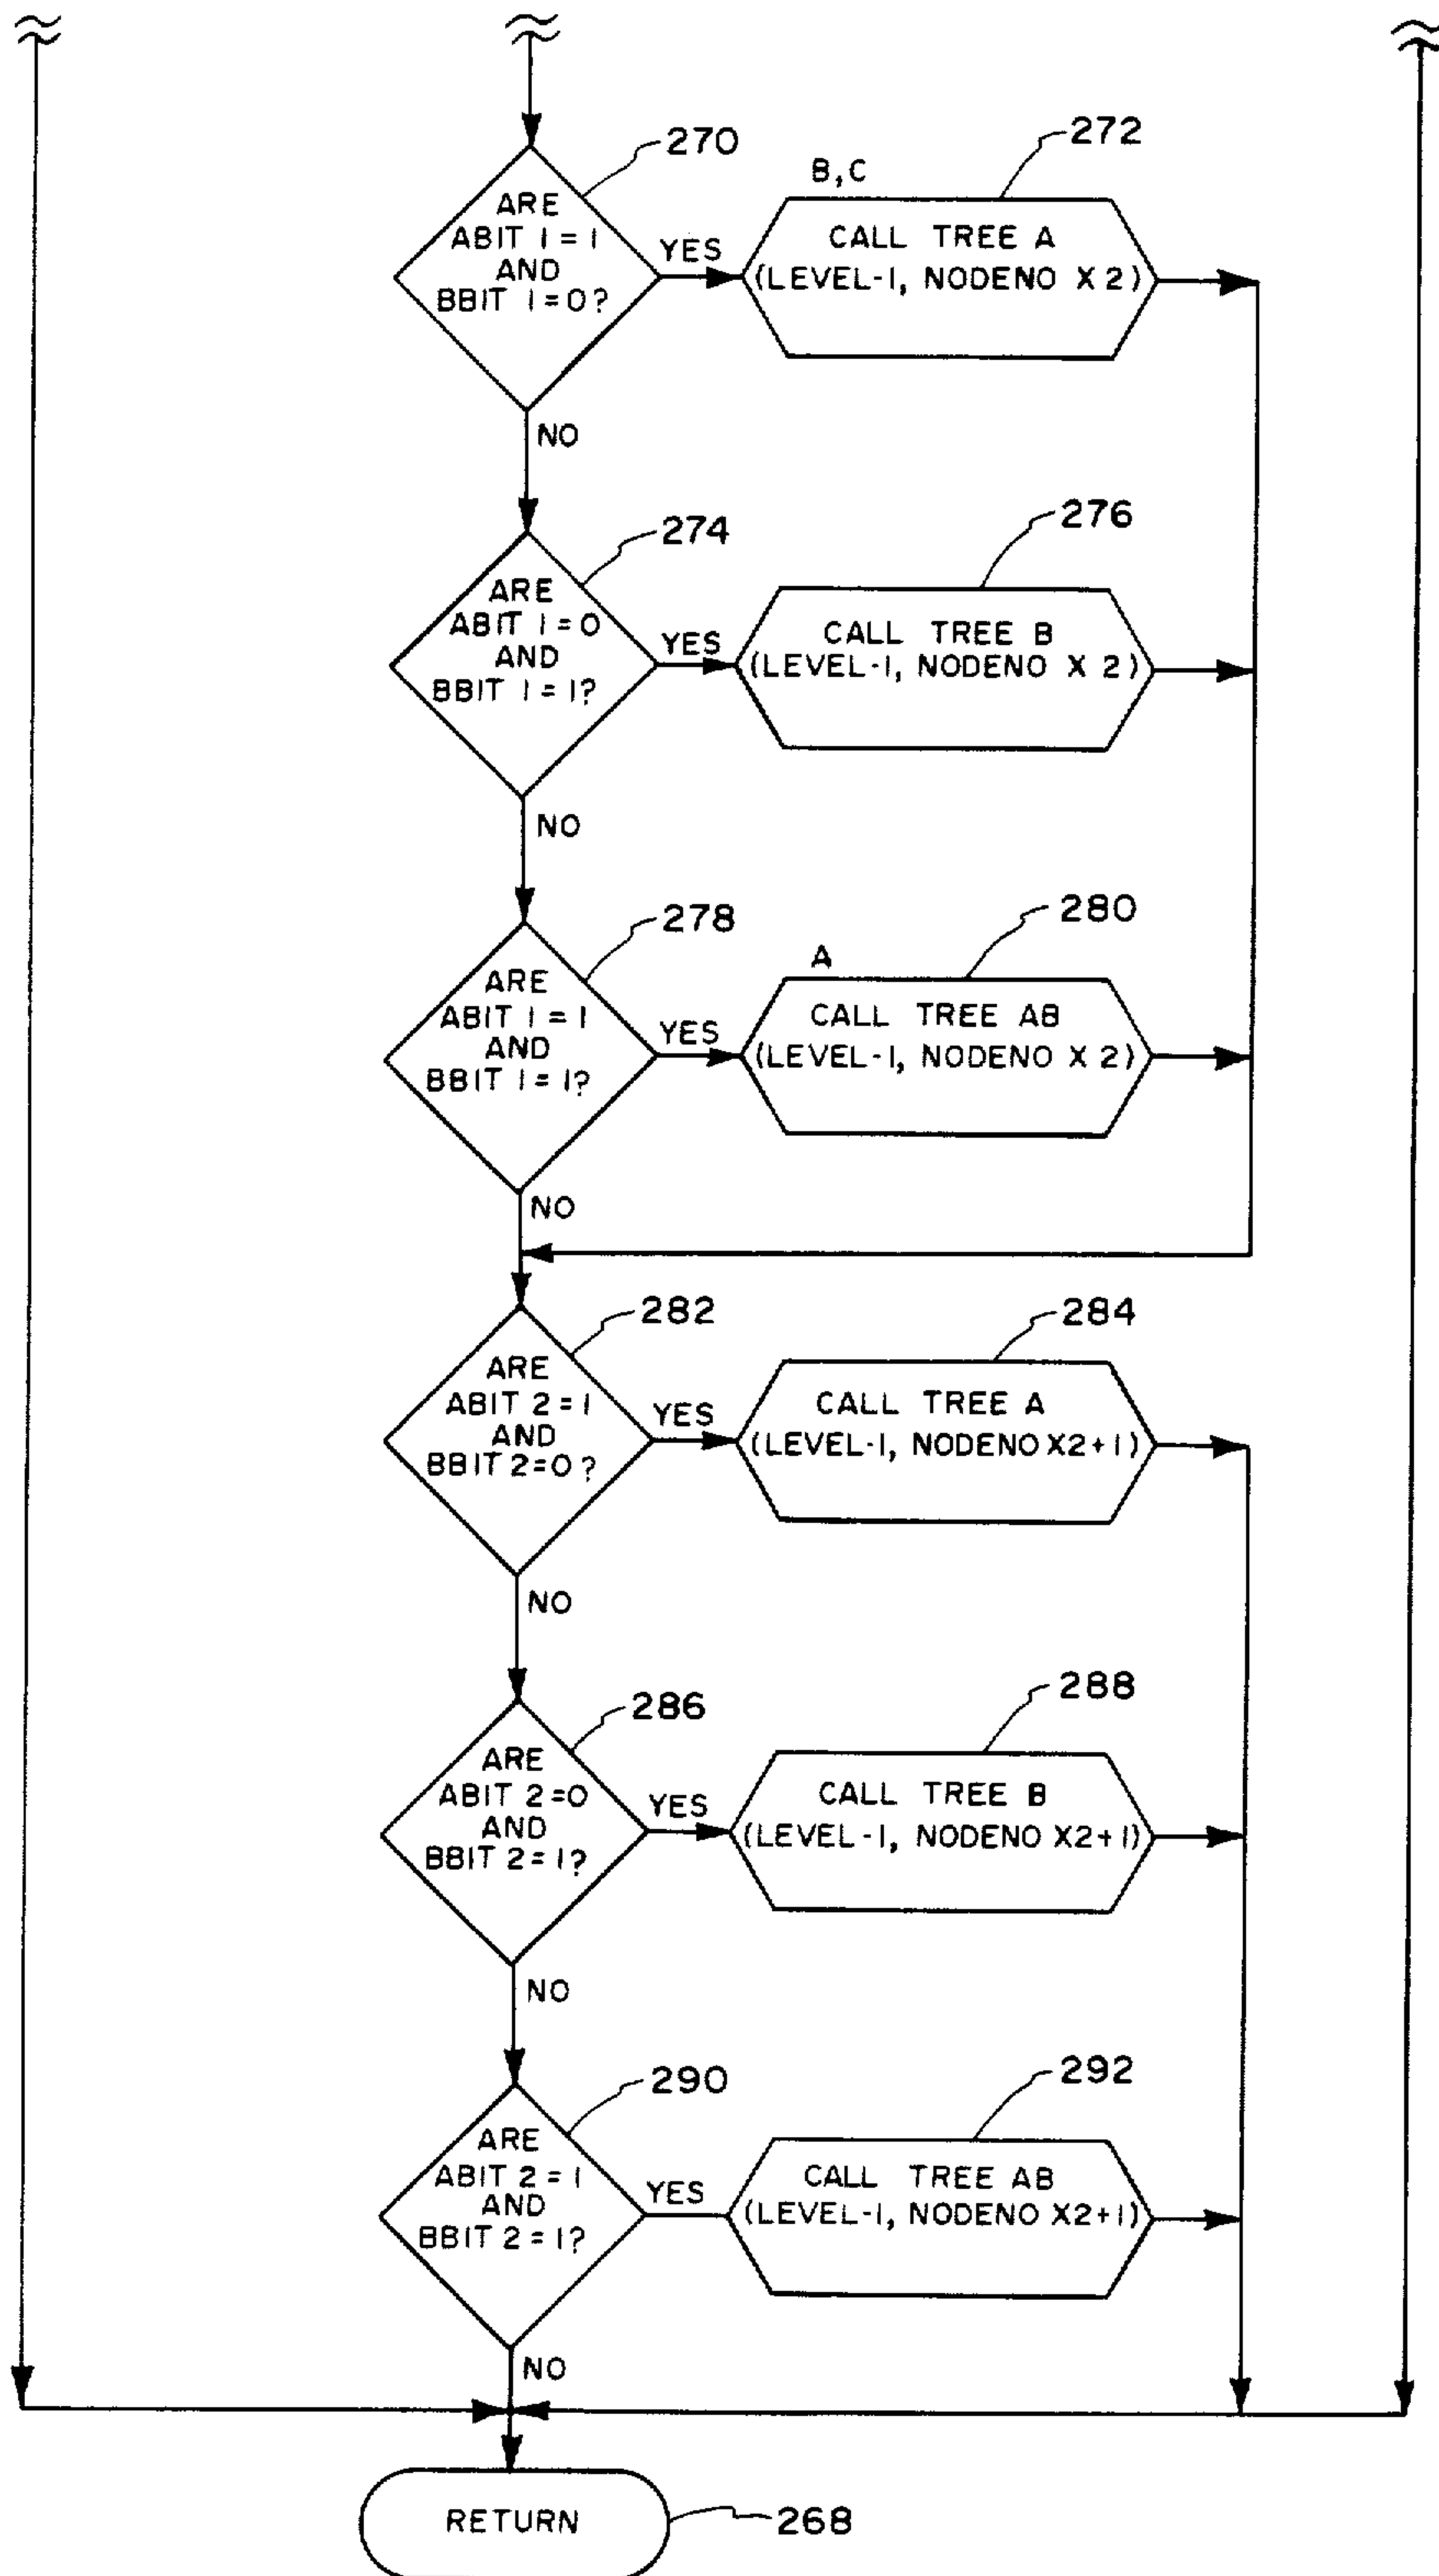 270
272
B,C
ARE
ABIT 1=1
AND
BBIT 1=0?
YES
CALL TREE A
(LEVEL-1, NODENO X 2)
NO
274
276
ARE
ABIT 1=0
AND
BBIT 1=1?
YES
CALL TREE B
(LEVEL-1, NODENO X 2)
NO
278
280
A
ARE
ABIT 1=1
AND
BBIT 1=1?
YES
CALL TREE AB
(LEVEL-1, NODENO X 2)
NO
282
284
ARE
ABIT 2=1
AND
BBIT 2=0?
YES
CALL TREE A
(LEVEL-1, NODENO X2+1)
NO
286
288
ARE
ABIT 2=0
AND
BBIT 2=1?
YES
CALL TREE B
(LEVEL-1, NODENO X2+1)
NO
290
292
ARE
ABIT 2=1
AND
BBIT 2=1?
YES
CALL TREE AB
(LEVEL-1, NODENO X2+1)
NO
RETURN
268